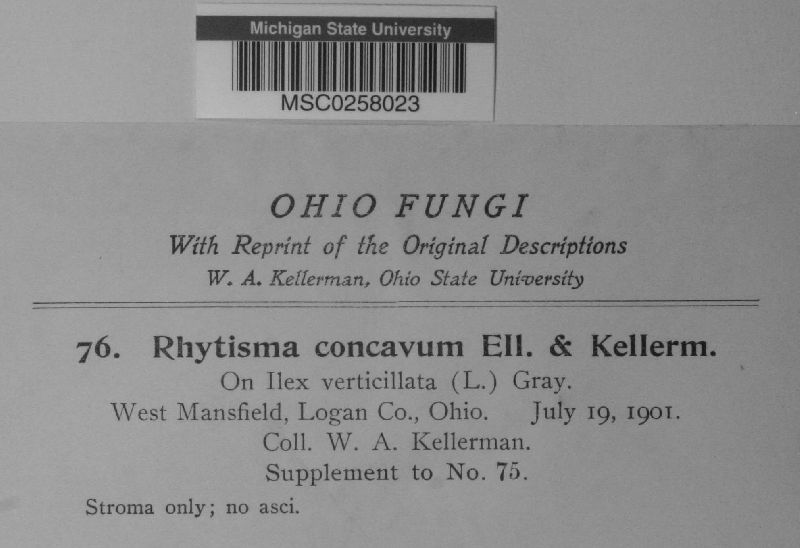 Michigan State University
MSC0258023
OHIO FUNGI
With Reprint of the Original Descriptions
W. A. Kellerman, Ohio State University
76. Rhytisma concavum Ell. & Kellerm.
On Ilex verticillata (L.) Gray.
West Mansfield, Logan Co., Ohio. July 19, 1901.
Coll. W. A. Kellerman.
Supplement to No. 75.
Stroma only; no asci.